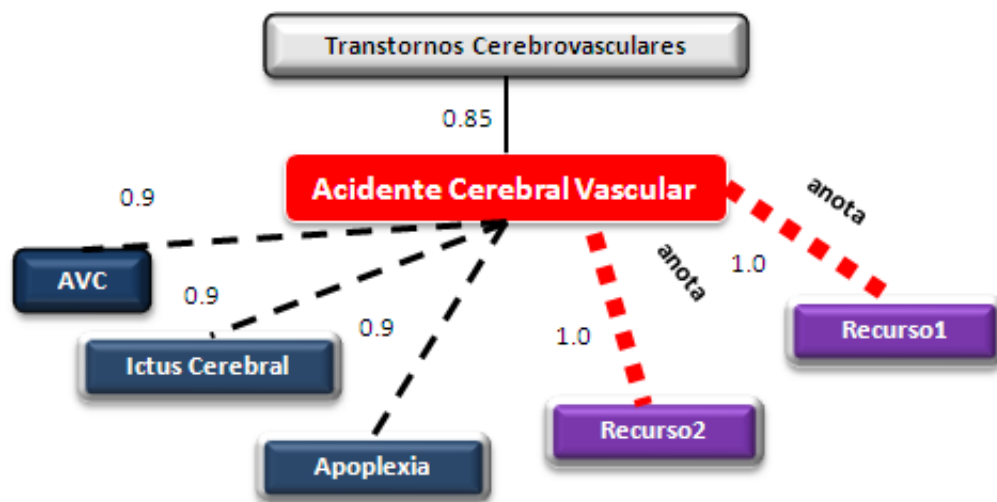 Transtornos Cerebrovasculares
0.85
Acidente Cerebral Vascular
0.9
anota
AVC
0.9
0.9
anota
1.0
1.0
Recurso1
Ictus Cerebral
Recurso2
Apoplexia